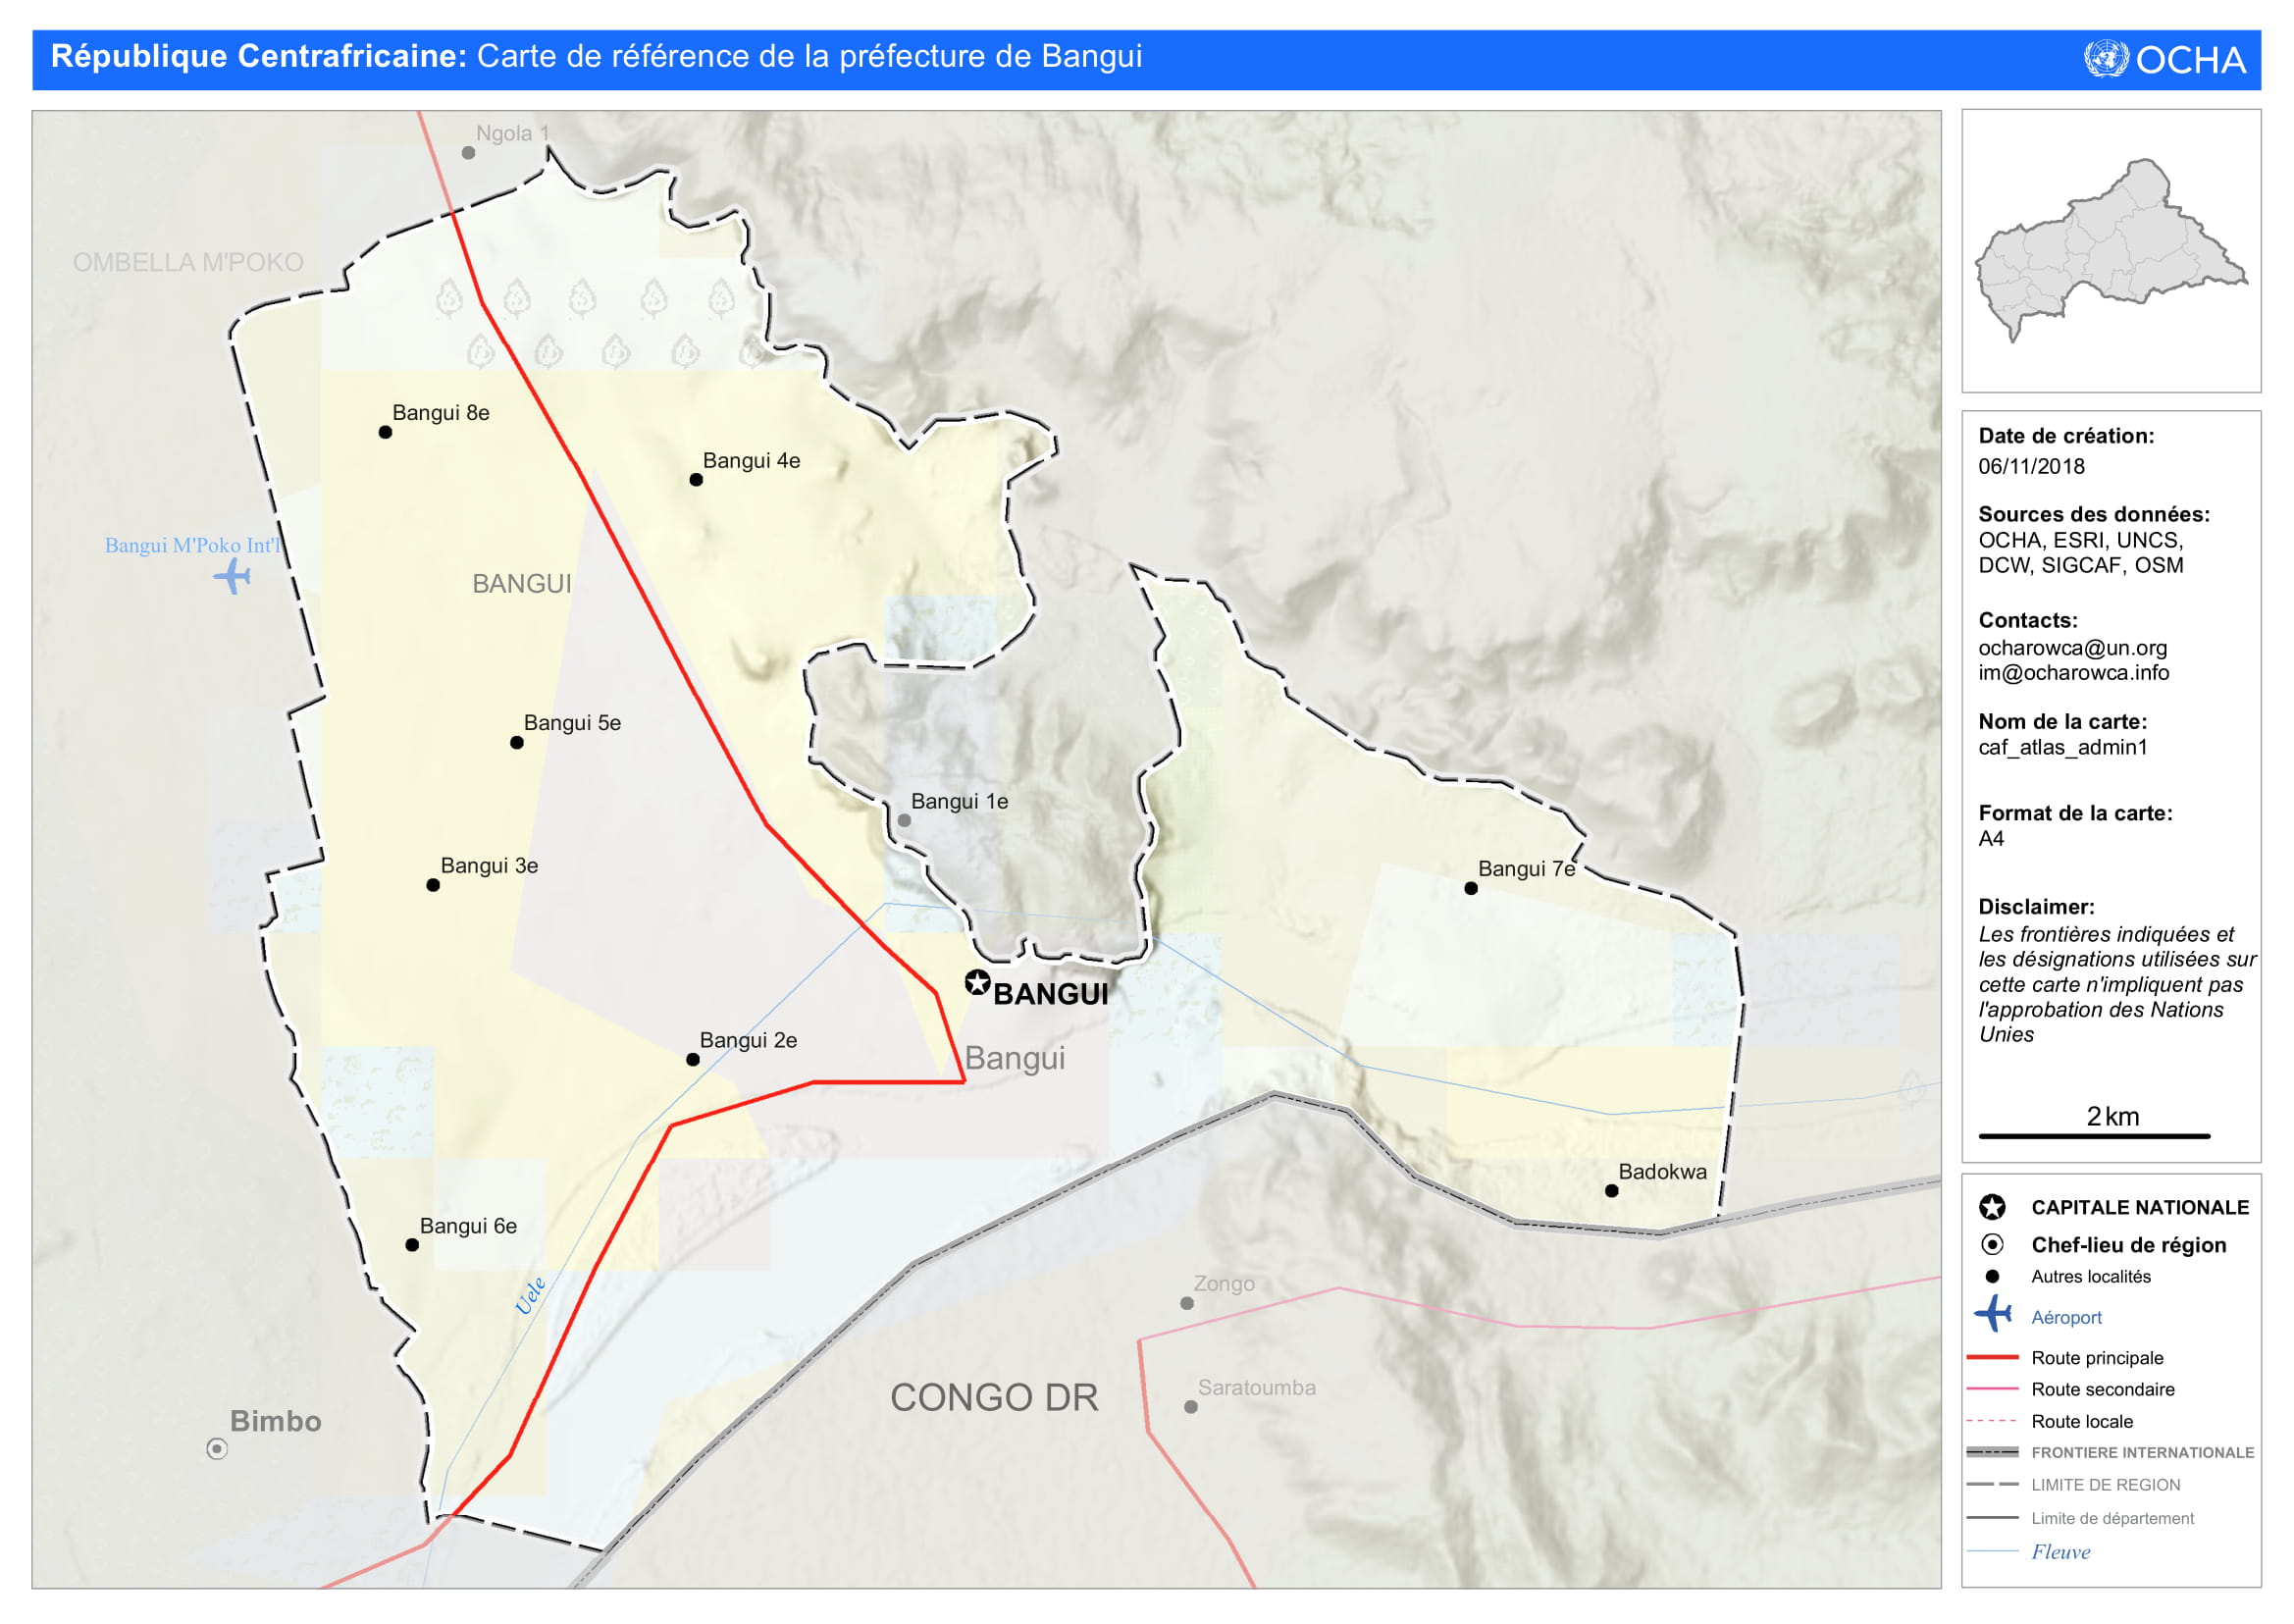 République Centrafricaine: Carte de référence de la préfecture de Bangui
OCHA
Ngola 1
OMBELLA M'POKO
Bangui 8e
Bangui 4e
Bangui M'Poko Int'l
BANGUI
Bangui 5e
Bangui 1e
Bangui 3e
Bangui 7e
BANGUI
Bangui 2e
Bangui
Badokwa
Bangui 6e
Uele
Zongo
CONGO DR
Saratoumba
Bimbo
Date de création:
06/11/2018
Sources des données:
OCHA, ESRI, UNCS,
DCW, SIGCAF, OSM
Contacts:
ocharowca@un.org
im@ocharowca.info
Nom de la carte:
caf_atlas_admin1
Format de la carte:
A4
Disclaimer:
Les frontières indiquées et
les désignations utilisées sur
cette carte n'impliquent pas
l'approbation des Nations
Unies
2 km
CAPITALE NATIONALE
Chef-lieu de région
Autres localités
Aéroport
Route principale
Route secondaire
Route locale
FRONTIERE INTERNATIONALE
LIMITE DE REGION
Limite de département
Fleuve